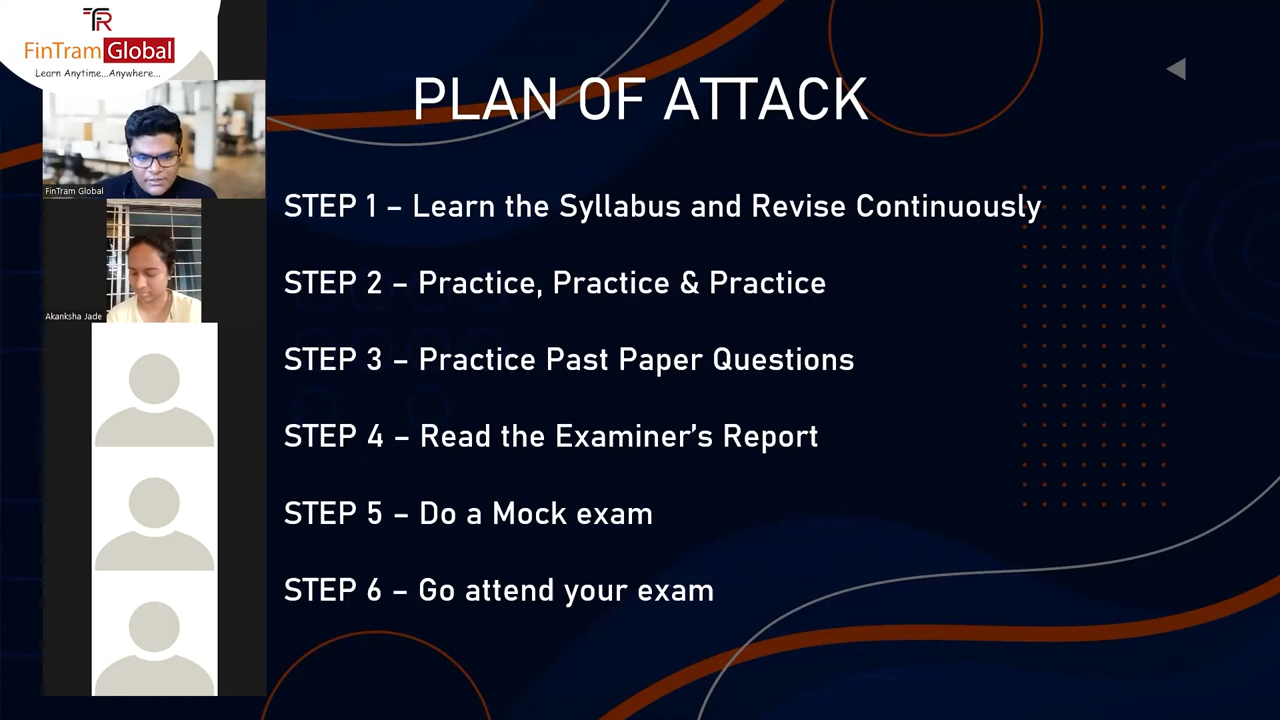 TR
FinTram Global
Learn Anytime...Anywhere...
FinTram Global
Akanksha Jade
PLAN OF ATTACK
STEP 1 – Learn the Syllabus and Revise Continuously
STEP 2 – Practice, Practice & Practice
STEP 3 – Practice Past Paper Questions
STEP 4 – Read the Examiner’s Report
STEP 5 – Do a Mock exam
STEP 6 – Go attend your exam